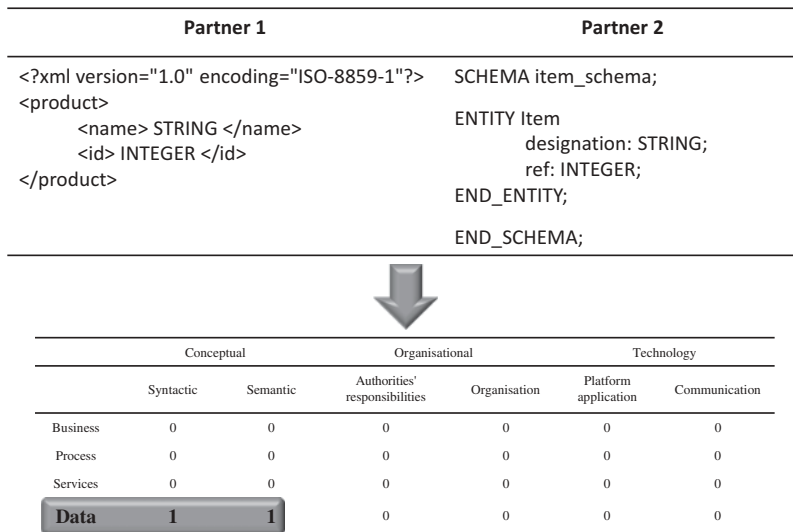 Partner 1 Partner 2
<?xml version="1.0" encoding="ISO-8859-1"?>
<product>
<name> STRING </name>
<id> INTEGER </id>
</product>
SCHEMA item_schema;
ENTITY Item
designation: STRING;
ref: INTEGER;
END_ENTITY;
END_SCHEMA;
Conceptual Organisational Technology
Syntactic Semantic Authorities' responsibilities Organisation Platform application Communication
Business 0 0 0 0 0 0
Process 0 0 0 0 0 0
Services 0 0 0 0 0 0
Data 1 1 0 0 0 0